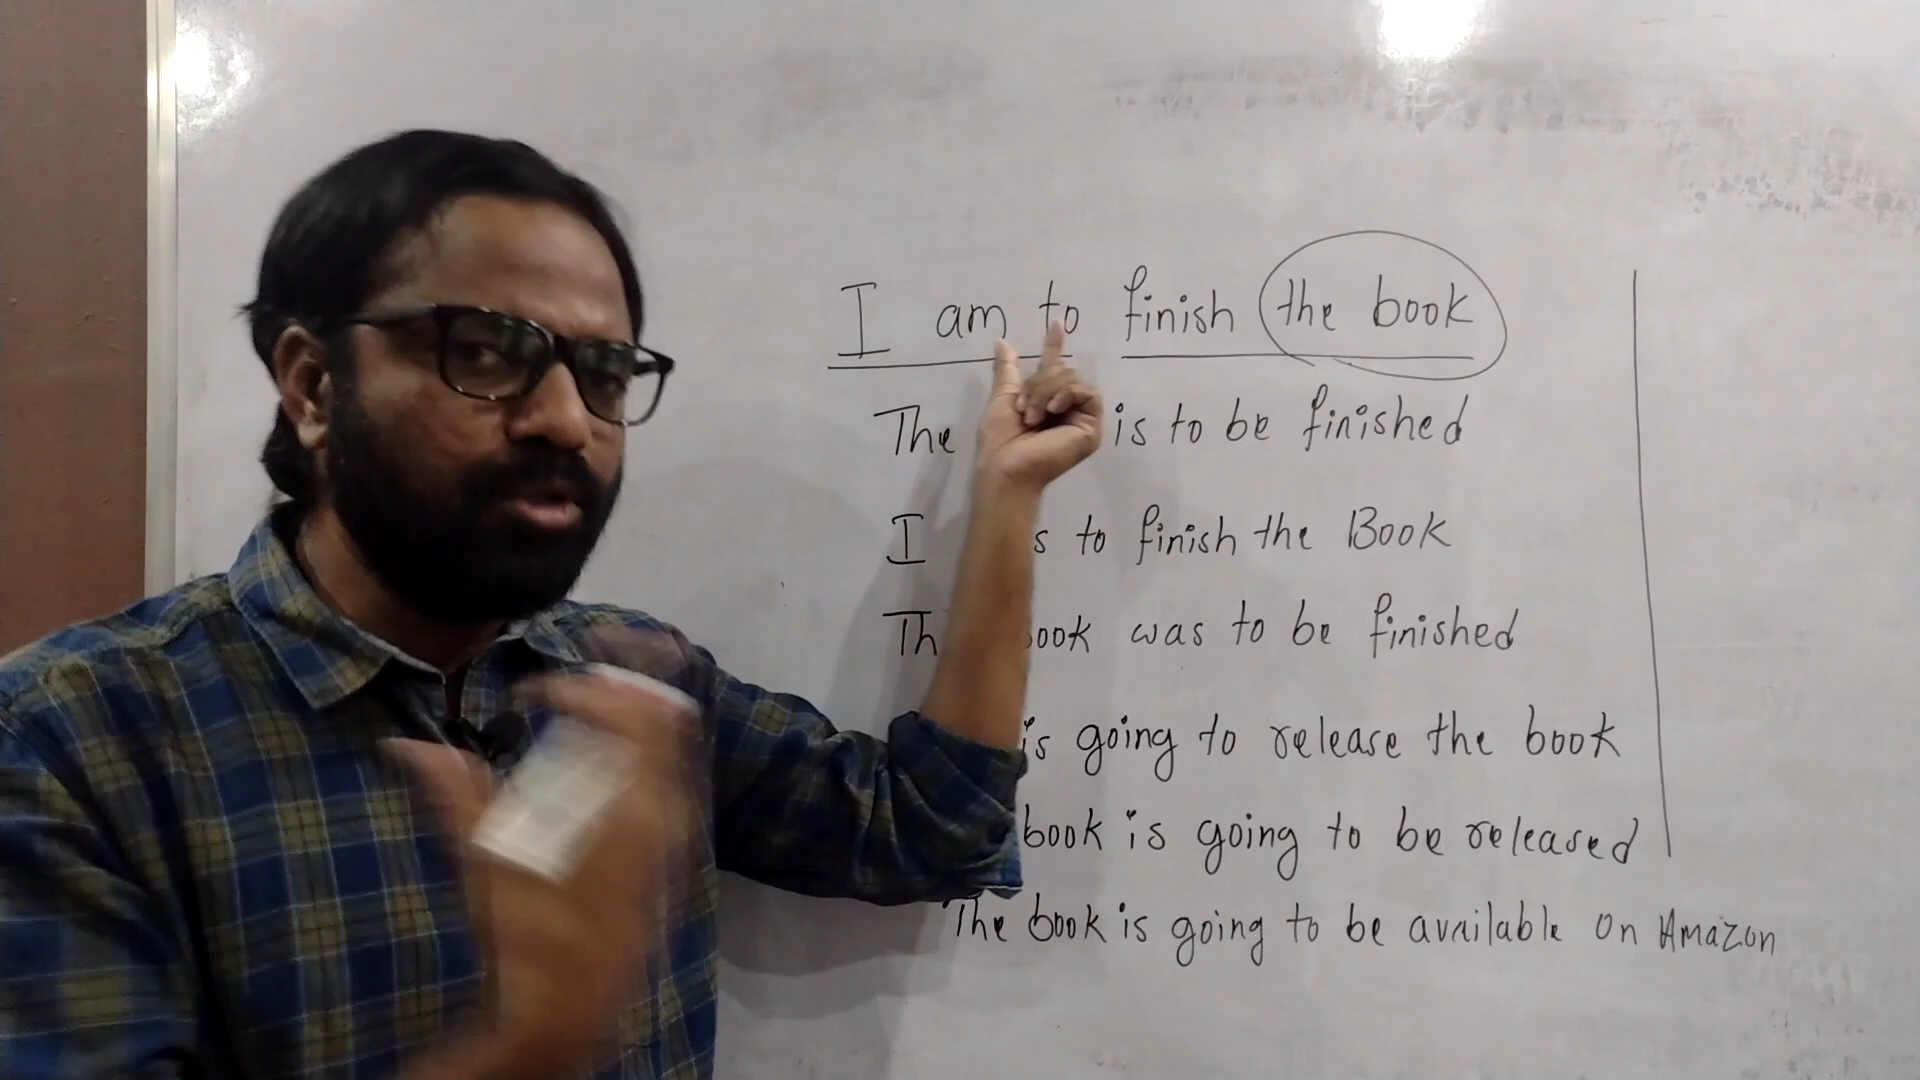 I am to finish the book
The is to be finished
I to finish the Book
was to be finished
is going to release the book
book is going to be released
The book is going to be available on Amazon